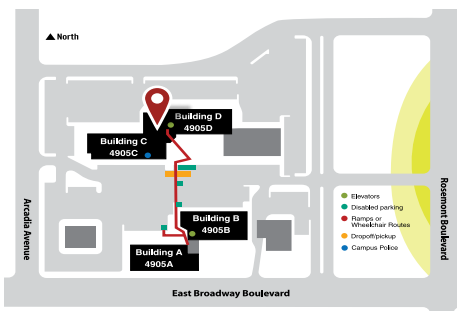 North
Building D
4905D
Building C
4905C
Building B
4905B
Building A
4905A
Arcadia Avenue
Rosemont Boulevard
East Broadway Boulevard
Elevators
Disabled parking
Ramps or
Wheelchair Routes
Dropoff/pickup
Campus Police